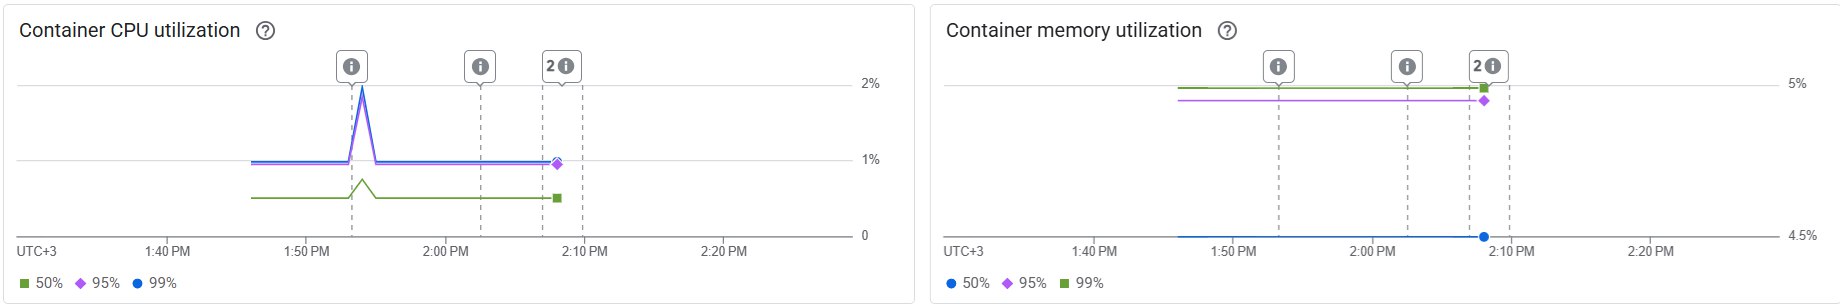 Container CPU utilization
2
2%
1%
0
UTC+3 1:40 PM 1:50 PM 2:00 PM 2:10 PM 2:20 PM
50% 95% 99%
Container memory utilization
2
5%
4.5%
UTC+3 1:40 PM 1:50 PM 2:00 PM 2:10 PM 2:20 PM
50% 95% 99%